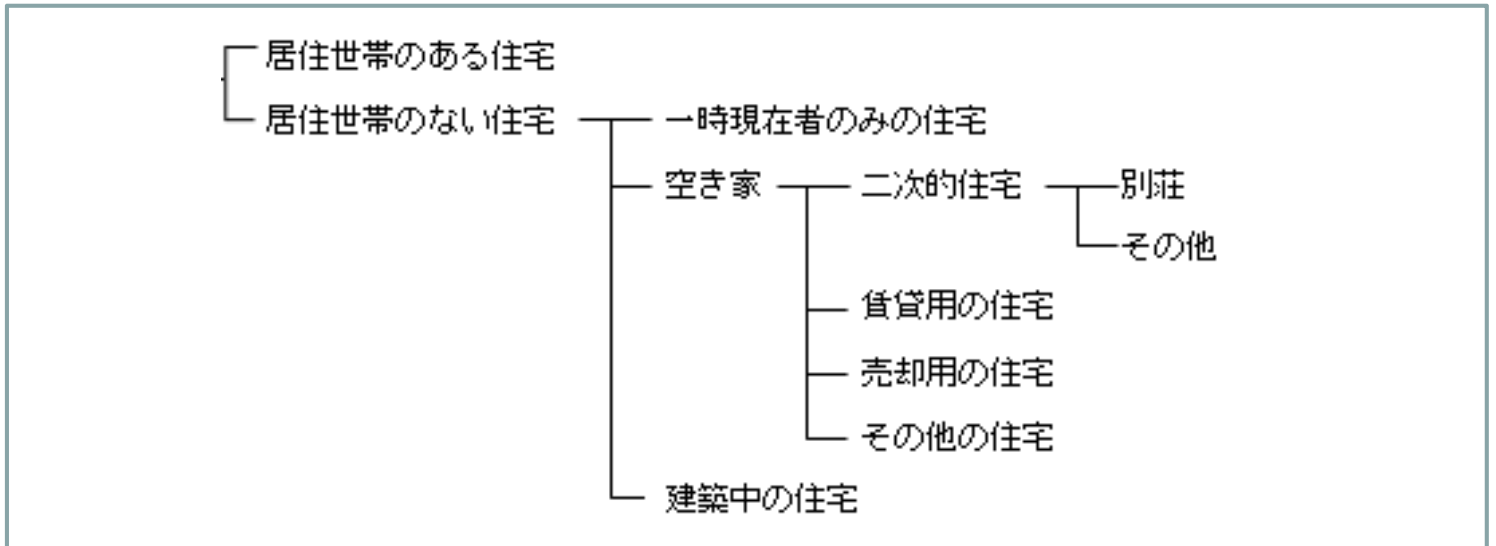 居住世帯のある住宅
居住世帯のない住宅 一時現在者のみの住宅
空き家 二次的住宅 別荘
その他
賃貸用の住宅
売却用の住宅
その他の住宅
建築中の住宅